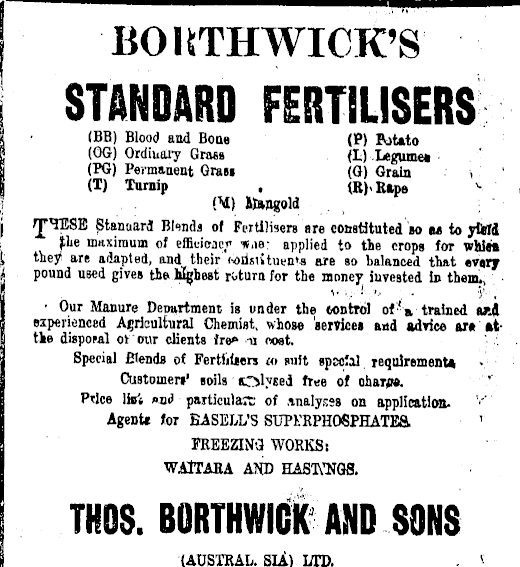 BORTHWICK'S
STANDARD FERTILISERS
(BB) Blood and Bone (P) Potato
(OG) Ordinary Grass (L) Legumes
(PG) Permanent Grass (G) Grain
(T) Turnip (R) Rape
(M) Mangold
THESE Standard Blends of Fertilisers are constituted so as to yield
the maximum of efficiency when applied to the crops for which
they are adapted, and their constituents are so balanced that every
pound used gives the highest return for the money invested in them.
Our Manure Department is under the control of a trained and
experienced Agricultural Chemist, whose services and advice are at
the disposal of our clients free of cost.
Special Blends of Fertilisers to suit special requirements
Customers' soils analysed free of charge.
Price list and particulars of analyses on application.
Agents for EASELL'S SUPERPHOSPHATES.
FREEZING WORKS:
WAITARA AND HASTINGS.
THOS. BORTHWICK AND SONS
(AUSTRALASIA) LTD.